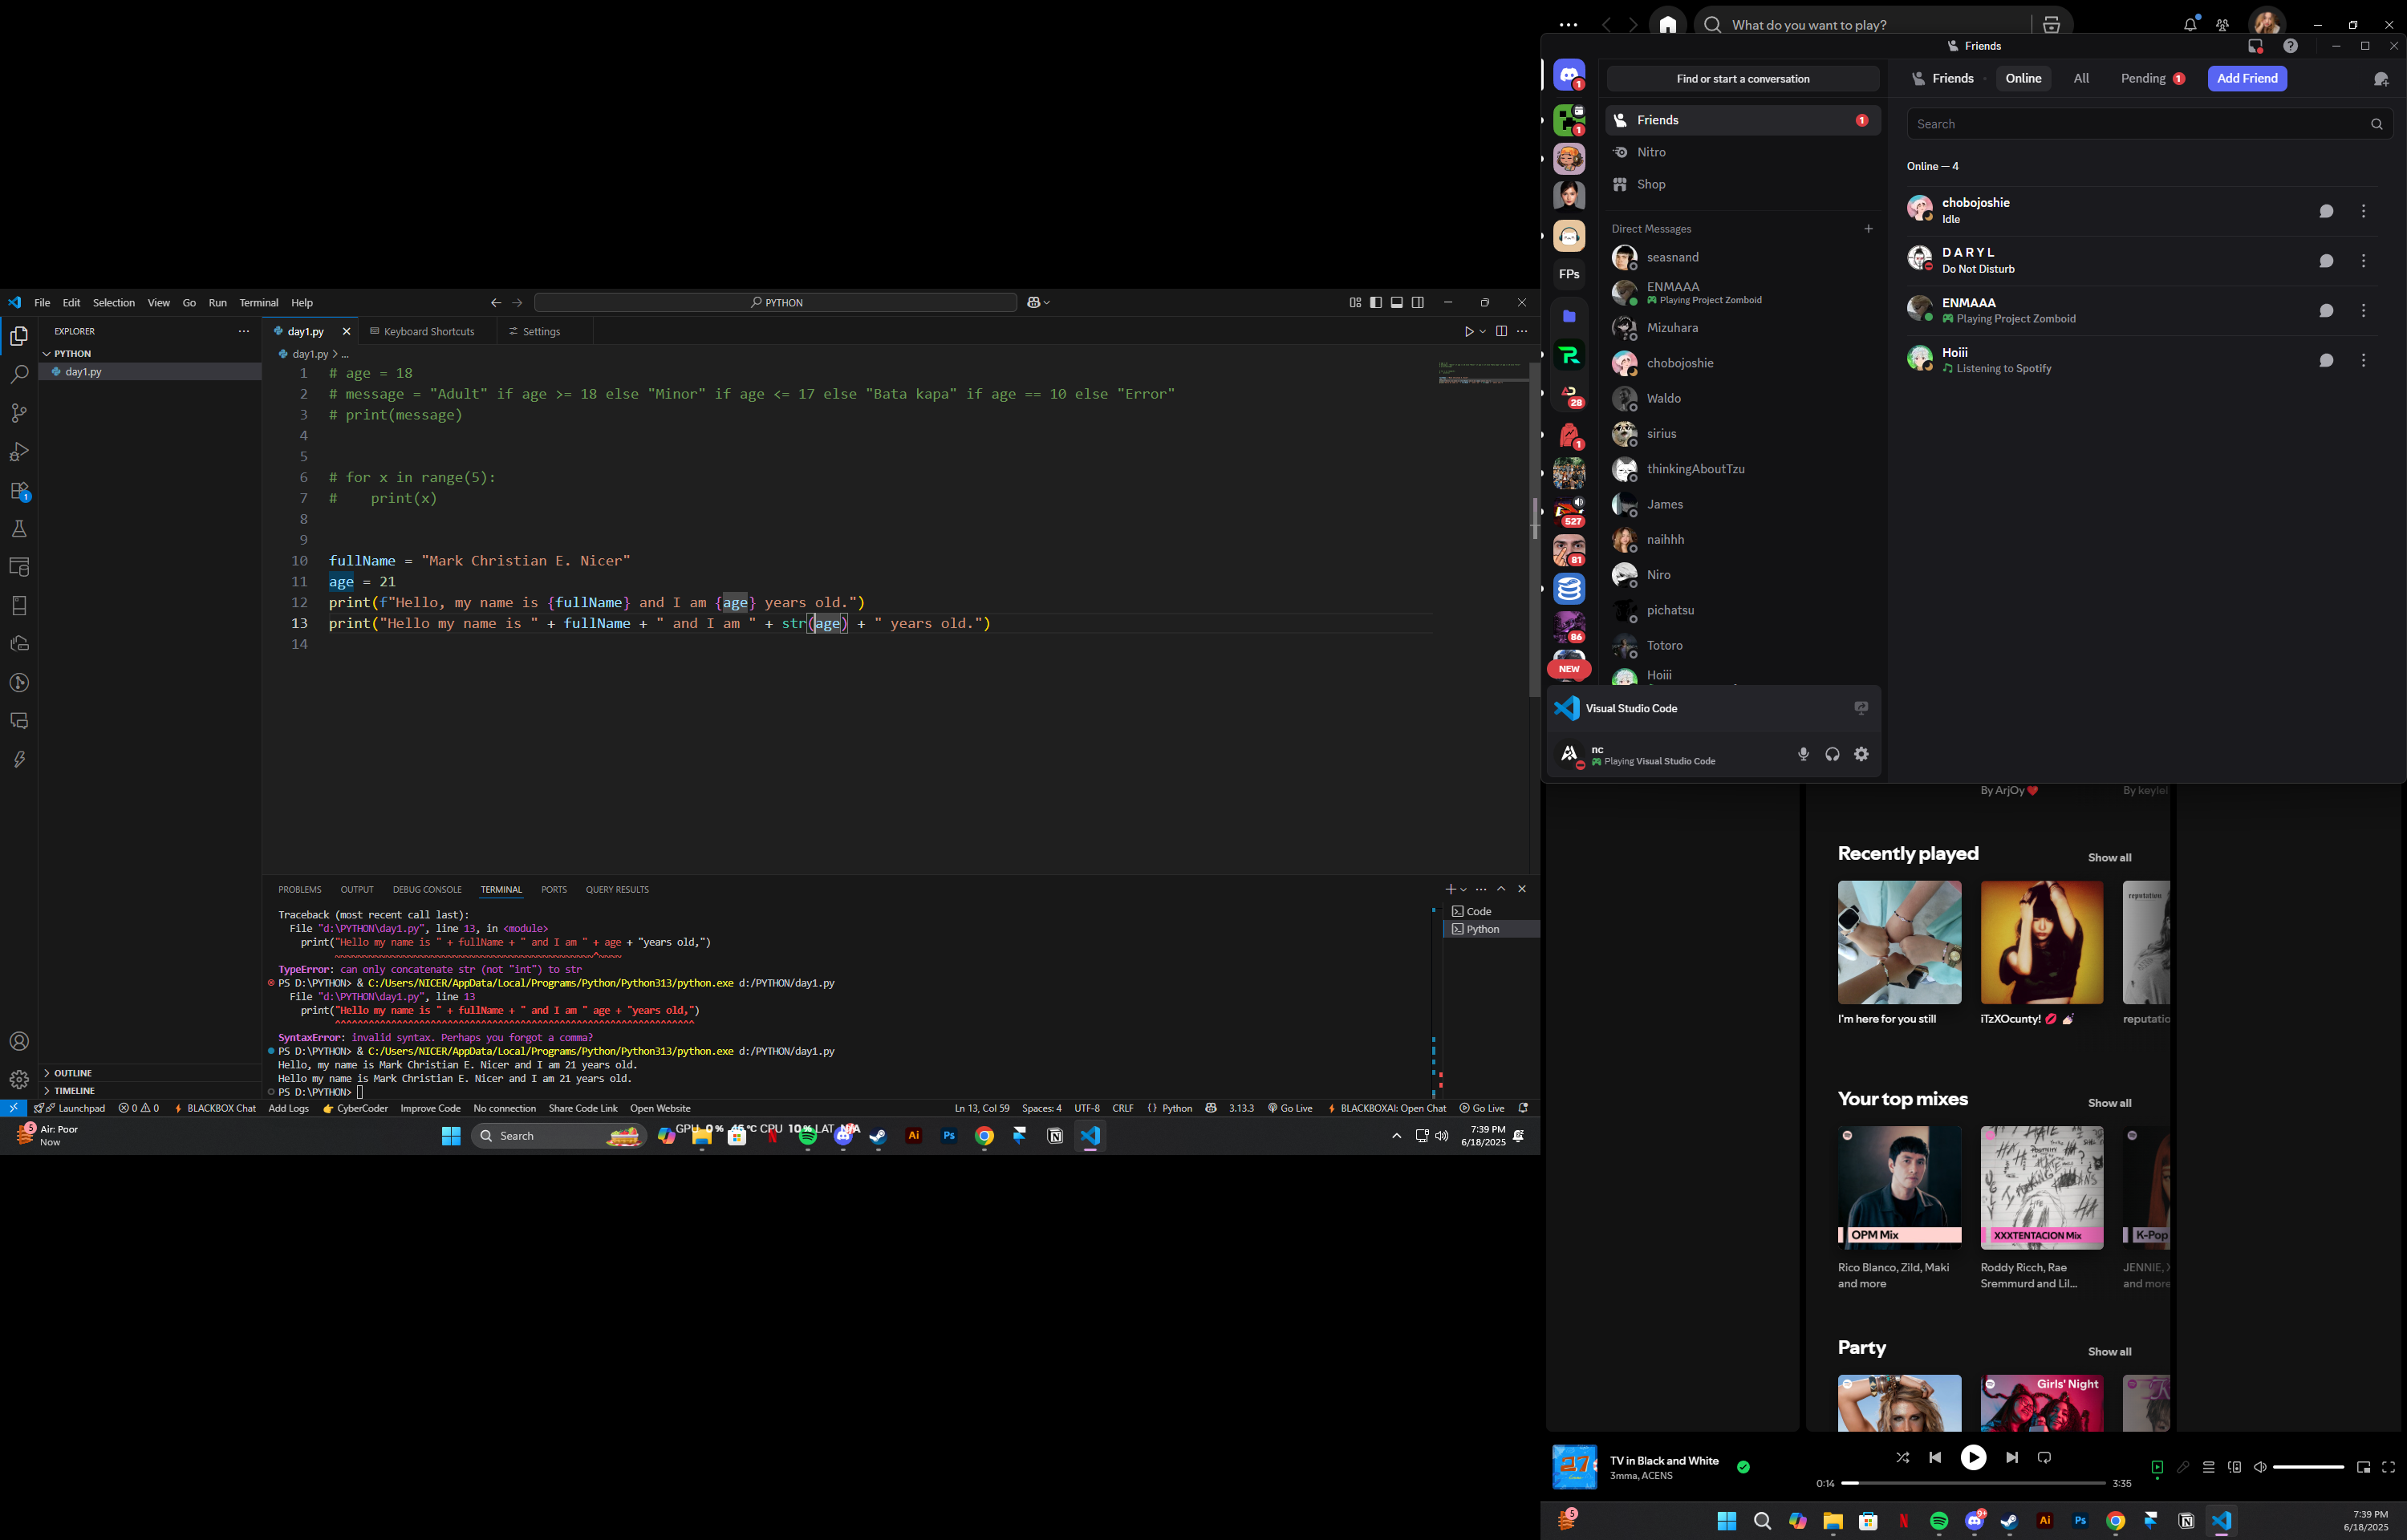 File Edit Selection View Go Run Terminal Help
PYTHON
EXPLORER
PYTHON
day1.py
OUTLINE
TIMELINE
day1.py Keyboard Shortcuts Settings
day1.py > ...
1 # age = 18
2 # message = "Adult" if age >= 18 else "Minor" if age <= 17 else "Bata kapa" if age == 10 else "Error"
3 # print(message)
4
5
6 # for x in range(5):
7 #    print(x)
8
9
10 fullName = "Mark Christian E. Nicer"
11 age = 21
12 print(f"Hello, my name is {fullName} and I am {age} years old.")
13 print("Hello my name is " + fullName + " and I am " + str(age) + " years old.")
14
PROBLEMS OUTPUT DEBUG CONSOLE TERMINAL PORTS QUERY RESULTS
Code
Python
Traceback (most recent call last):
File "d:\PYTHON\day1.py", line 13, in <module>
print("Hello my name is " + fullName + " and I am " + age + "years old,")
~~~~~~~~~~~~~~~~~~~~~~~~~~~~~~~~~~~~~~~~~~~~^~~~~
TypeError: can only concatenate str (not "int") to str
PS D:\PYTHON> & C:/Users/NICER/AppData/Local/Programs/Python/Python313/python.exe d:/PYTHON/day1.py
File "d:\PYTHON\day1.py", line 13
print("Hello my name is " + fullName + " and I am " age + "years old,")
^^^^^^^^^^^^^^^^^^^^^^^^^^^^^^^^^^^^^^^^^^^^^^^^^^^^^^^^^^^^^
SyntaxError: invalid syntax. Perhaps you forgot a comma?
PS D:\PYTHON> & C:/Users/NICER/AppData/Local/Programs/Python/Python313/python.exe d:/PYTHON/day1.py
Hello, my name is Mark Christian E. Nicer and I am 21 years old.
Hello my name is Mark Christian E. Nicer and I am 21 years old.
PS D:\PYTHON>
Launchpad 0 0 BLACKBOX Chat Add Logs CyberCoder Improve Code No connection Share Code Link Open Website
Ln 13, Col 59 Spaces: 4 UTF-8 CRLF {} Python 3.13.3 Go Live BLACKBOXAI: Open Chat Go Live
5 Air: Poor
Now
Search
GPU 0 % 46 °C CPU 10 % LAT N/A
Ai Ps
7:39 PM
6/18/2025
What do you want to play?
Friends
Find or start a conversation
Friends 1
Nitro
Shop
Direct Messages
seasnand
ENMAAA
Playing Project Zomboid
Mizuhara
chobojoshie
Waldo
sirius
thinkingAboutTzu
James
naihhh
Niro
pichatsu
Totoro
Hoiii
1
1
FPs
28
1
527
81
86
NEW
Visual Studio Code
nc
Playing Visual Studio Code
Friends Online All Pending 1 Add Friend
Search
Online — 4
chobojoshie
Idle
D A R Y L
Do Not Disturb
ENMAAA
Playing Project Zomboid
Hoiii
Listening to Spotify
By ArjOy By keyiel
Recently played Show all
reputation
I'm here for you still iTzXOcunty! reputatio
Your top mixes Show all
OPM Mix XXXTENTACION Mix K-Pop
Rico Blanco, Zild, Maki
and more
Roddy Ricch, Rae
Sremmurd and Lil...
JENNIE, X
and more
Party Show all
Girls' Night
27
TV in Black and White
3mma, ACENS
0:14 3:35
5
Ai Ps
7:39 PM
6/18/2025